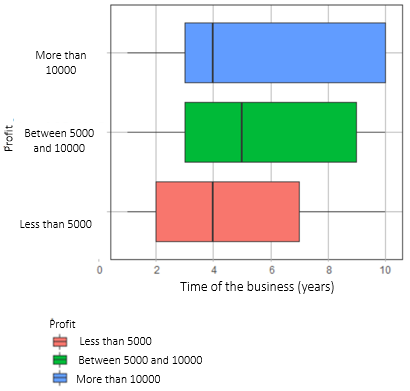 More than
10000
Between 5000
and 10000
Less than 5000
Profit
0 2 4 6 8 10
Time of the business (years)
Profit
Less than 5000
Between 5000 and 10000
More than 10000